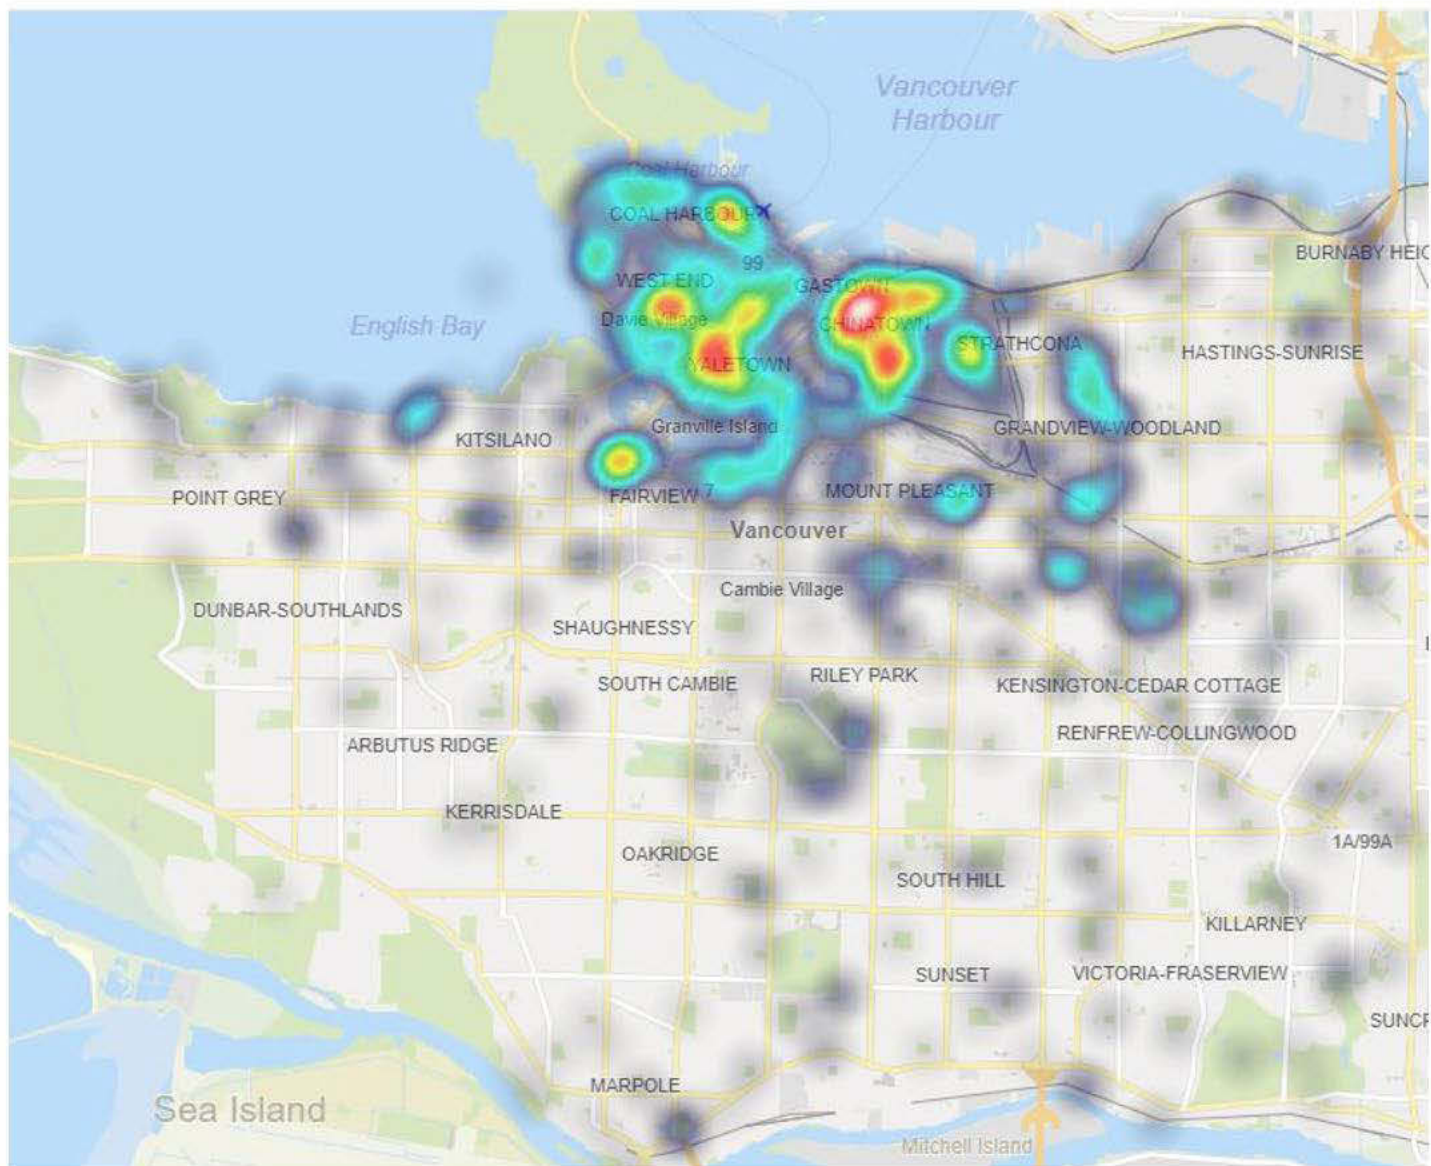 Vancouver
Harbour
Coal Harbour
COAL HARBOUR
BURNABY HEIG
99
WEST END
GASTOWN
Davie Village
CHINATOWN
English Bay
STRATHCONA
HASTINGS-SUNRISE
YALETOWN
Granville Island
GRANDVIEW-WOODLAND
KITSILANO
POINT GREY
FAIRVIEW
7
MOUNT PLEASANT
Vancouver
Cambie Village
DUNBAR-SOUTHLANDS
SHAUGHNESSY
RILEY PARK
SOUTH CAMBIE
KENSINGTON-CEDAR COTTAGE
RENFREW-COLLINGWOOD
ARBUTUS RIDGE
KERRISDALE
1A/99A
OAKRIDGE
SOUTH HILL
KILLARNEY
SUNSET
VICTORIA-FRASERVIEW
SUNCR
MARPOLE
Sea Island
Mitchell Island